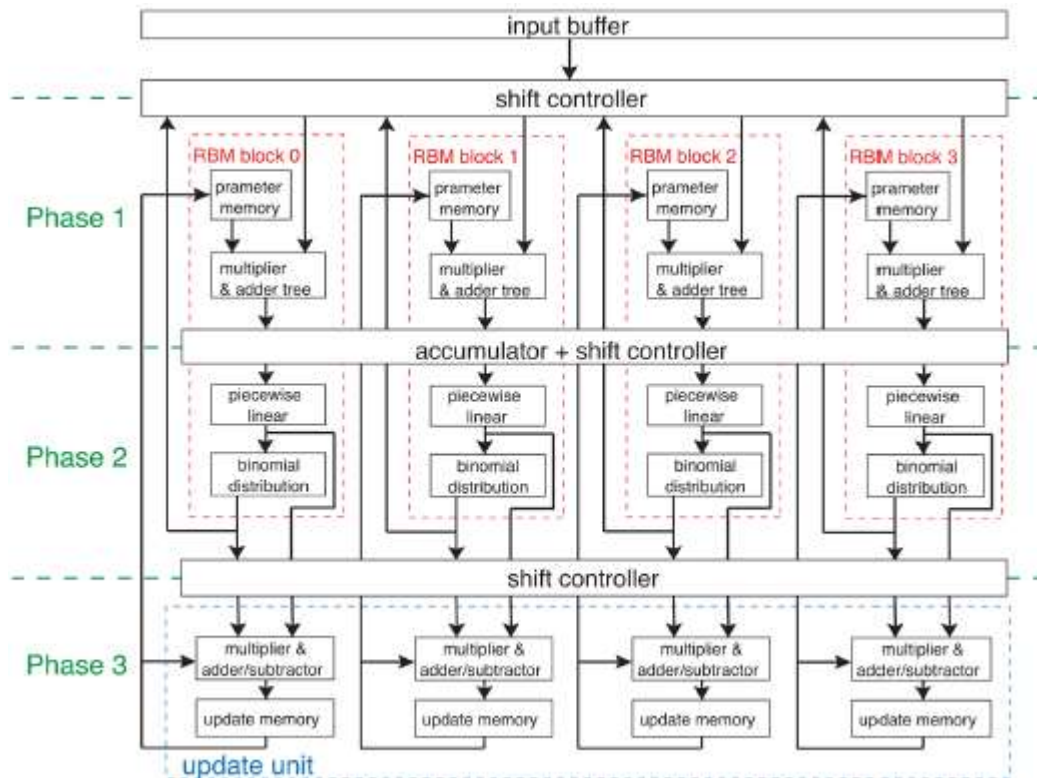 input buffer
shift controller
RBM block 0
RBM block 1
RBM block 2
RBM block 3
prameter
memory
prameter
memory
prameter
memory
prameter
memory
Phase 1
multiplier
& adder tree
multiplier
& adder tree
multiplier
& adder tree
multiplier
& adder tree
accumulator + shift controller
piecewise
linear
piecewise
linear
piecewise
linear
piecewise
linear
Phase 2
binomial
distribution
binomial
distribution
binomial
distribution
binomial
distribution
shift controller
Phase 3
multiplier &
adder/subtractor
multiplier &
adder/subtractor
multiplier &
adder/subtractor
multiplier &
adder/subtractor
update memory
update memory
update memory
update memory
update unit